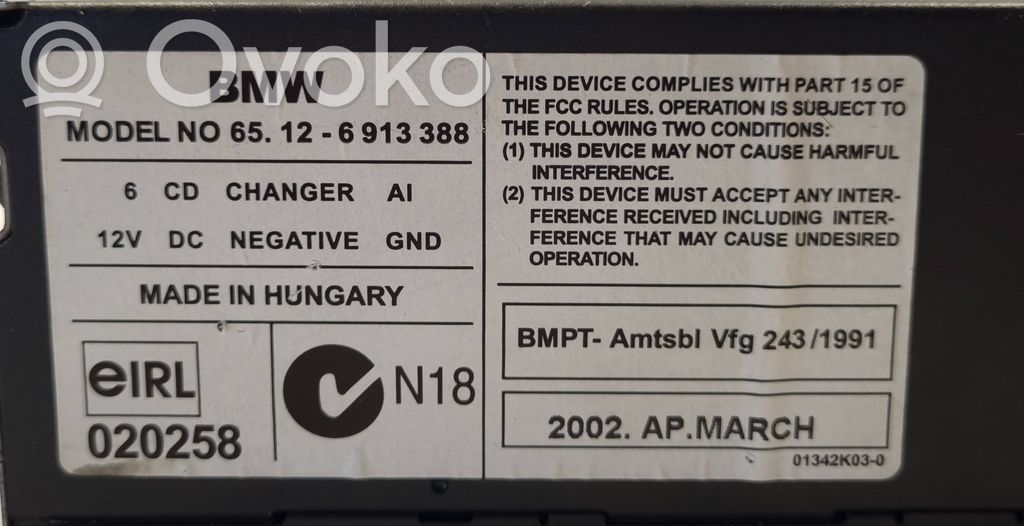 Ovoko
BMW
MODEL NO 65. 12 - 6 913 388
6 CD CHANGER AI
12V DC NEGATIVE GND
MADE IN HUNGARY
eIRL
020258
N18
THIS DEVICE COMPLIES WITH PART 15 OF
THE FCC RULES. OPERATION IS SUBJECT TO
THE FOLLOWING TWO CONDITIONS:
(1) THIS DEVICE MAY NOT CAUSE HARMFUL
INTERFERENCE.
(2) THIS DEVICE MUST ACCEPT ANY INTER-
FERENCE RECEIVED INCLUDING INTER-
FERENCE THAT MAY CAUSE UNDESIRED
OPERATION.
BMPT- Amtsbl Vfg 243/1991
2002. AP.MARCH
01342K03-0